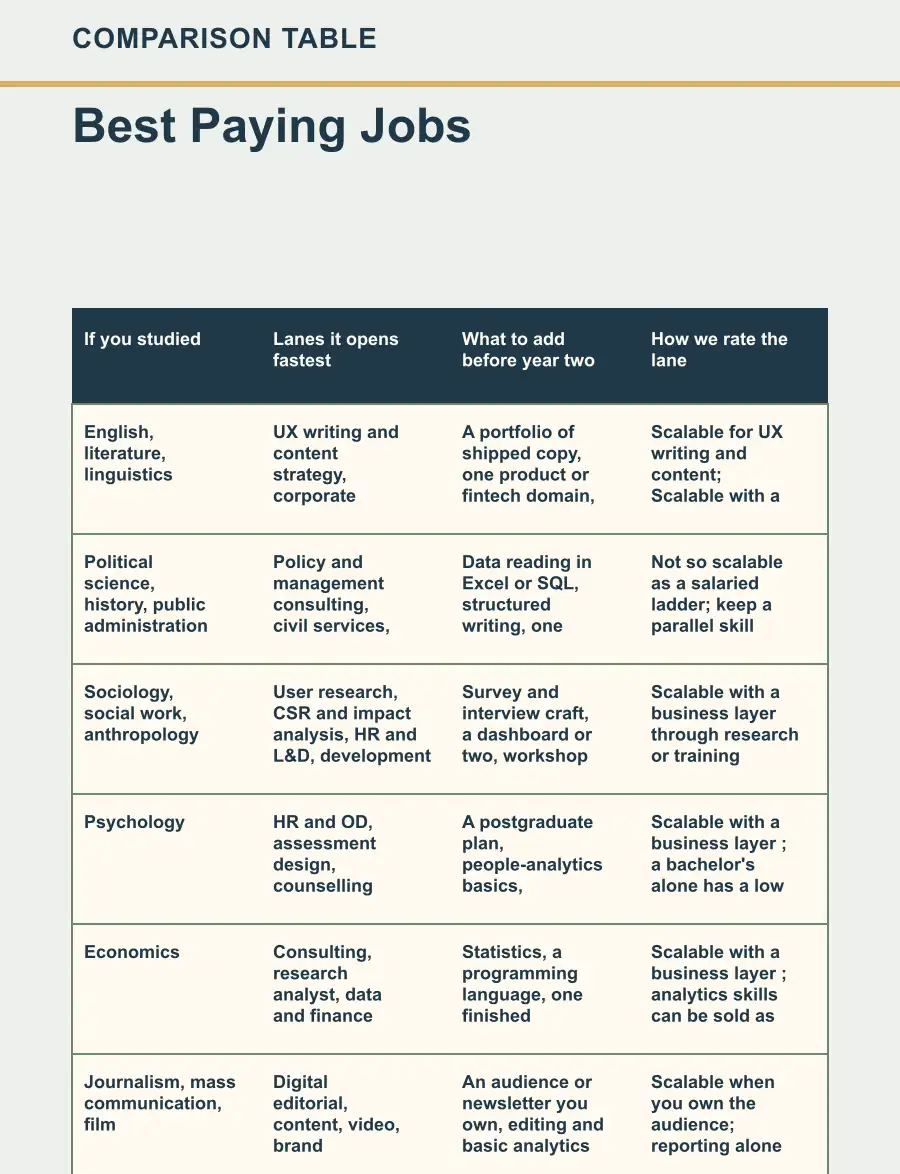 COMPARISON TABLE
Best Paying Jobs
If you studied
Lanes it opens
fastest
What to add
before year two
How we rate the
lane
English,
literature,
linguistics
UX writing and
content
strategy,
corporate
A portfolio of
shipped copy,
one product or
fintech domain,
Scalable for UX
writing and
content;
Scalable with a
Political
science,
history, public
administration
Policy and
management
consulting,
civil services,
Data reading in
Excel or SQL,
structured
writing, one
Not so scalable
as a salaried
ladder; keep a
parallel skill
Sociology,
social work,
anthropology
User research,
CSR and impact
analysis, HR and
L&D, development
Survey and
interview craft,
a dashboard or
two, workshop
Scalable with a
business layer
through research
or training
Psychology
HR and OD,
assessment
design,
counselling
A postgraduate
plan,
people-analytics
basics,
Scalable with a
business layer ;
a bachelor's
alone has a low
Economics
Consulting,
research
analyst, data
and finance
Statistics, a
programming
language, one
finished
Scalable with a
business layer ;
analytics skills
can be sold as
Journalism, mass
communication,
film
Digital
editorial,
content, video,
brand
An audience or
newsletter you
own, editing and
basic analytics
Scalable when
you own the
audience;
reporting alone